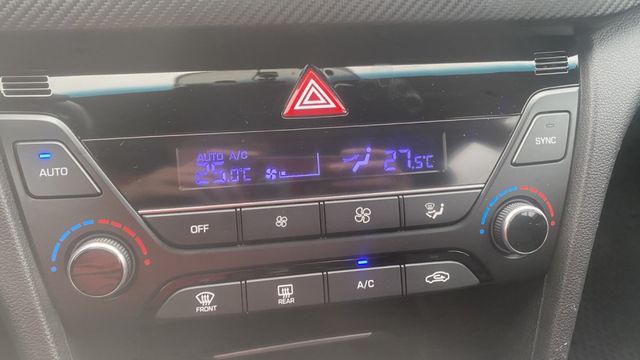 AUTO A/C
25.0°C
27.5°C
SYNC
AUTO
OFF
FRONT
REAR
A/C